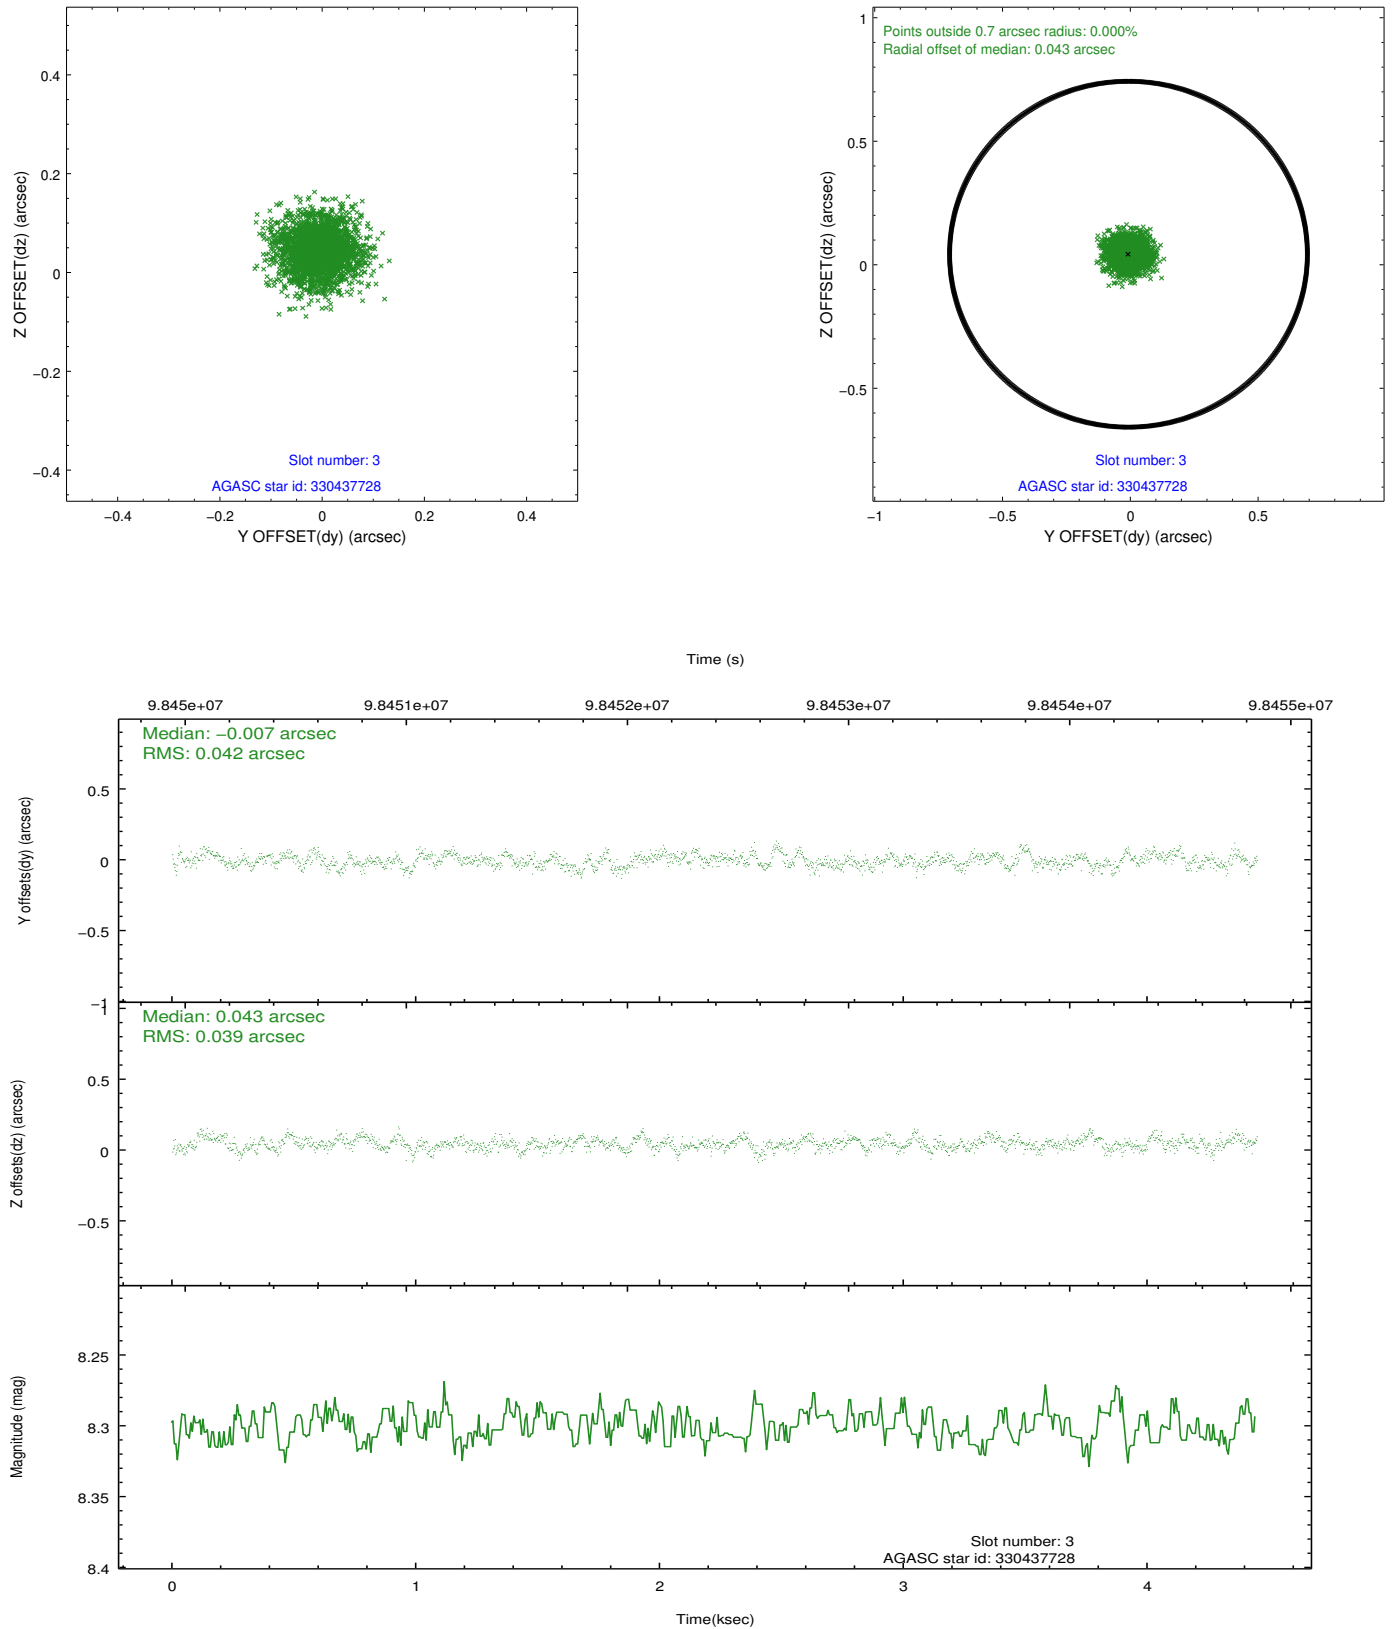 0.4
0.2
0
−0.2
−0.4
Z OFFSET(dz) (arcsec)
Slot number: 3
AGASC star id: 330437728
−0.4 −0.2 0 0.2 0.4
Y OFFSET(dy) (arcsec)
Points outside 0.7 arcsec radius: 0.000%
Radial offset of median: 0.043 arcsec
1
0.5
0
−0.5
Z OFFSET(dz) (arcsec)
Slot number: 3
AGASC star id: 330437728
−1 −0.5 0 0.5
Y OFFSET(dy) (arcsec)
Time (s)
9.845e+07 9.8451e+07 9.8452e+07 9.8453e+07 9.8454e+07 9.8455e+07
Median: −0.007 arcsec
RMS: 0.042 arcsec
0.5
0
−0.5
−1
Y offsets(dy) (arcsec)
Median: 0.043 arcsec
RMS: 0.039 arcsec
1
0.5
0
−0.5
Z offsets(dz) (arcsec)
8.25
8.3
8.35
8.4
Magnitude (mag)
Slot number: 3
AGASC star id: 330437728
0 1 2 3 4
Time(ksec)